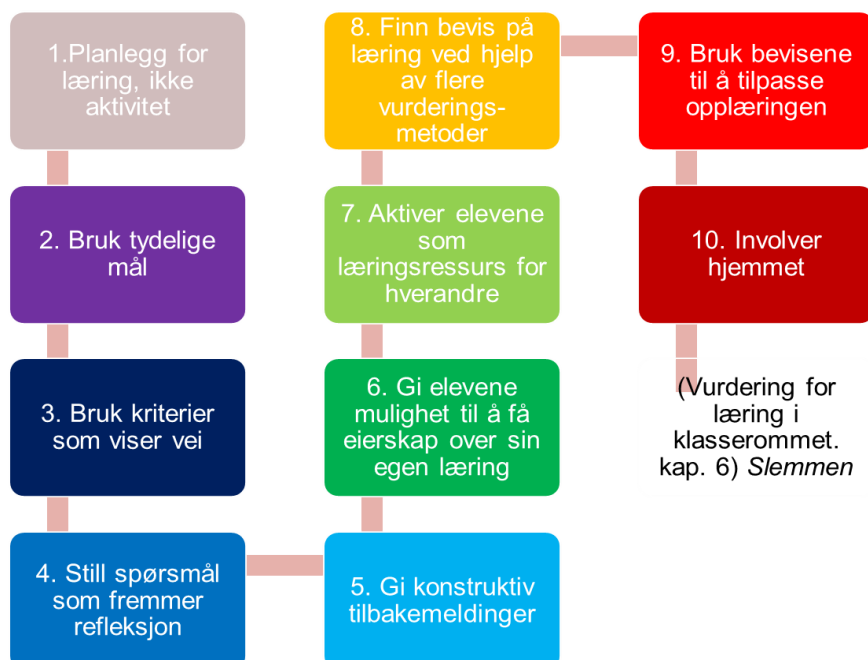 1.Planlegg for
læring, ikke
aktivitet
2. Bruk tydelige
mål
3. Bruk kriterier
som viser vei
4. Still spørsmål
som fremmer
refleksjon
5. Gi konstruktiv
tilbakemeldinger
6. Gi elevene
mulighet til å få
eierskap over sin
egen læring
7. Aktiver elevene
som
læringsressurs for
hverandre
8. Finn bevis på
læring ved hjelp
av flere
vurderings-
metoder
9. Bruk bevisene
til å tilpasse
opplæringen
10. Involver
hjemmet
(Vurdering for
læring i
klasserommet.
kap. 6) Slemmen